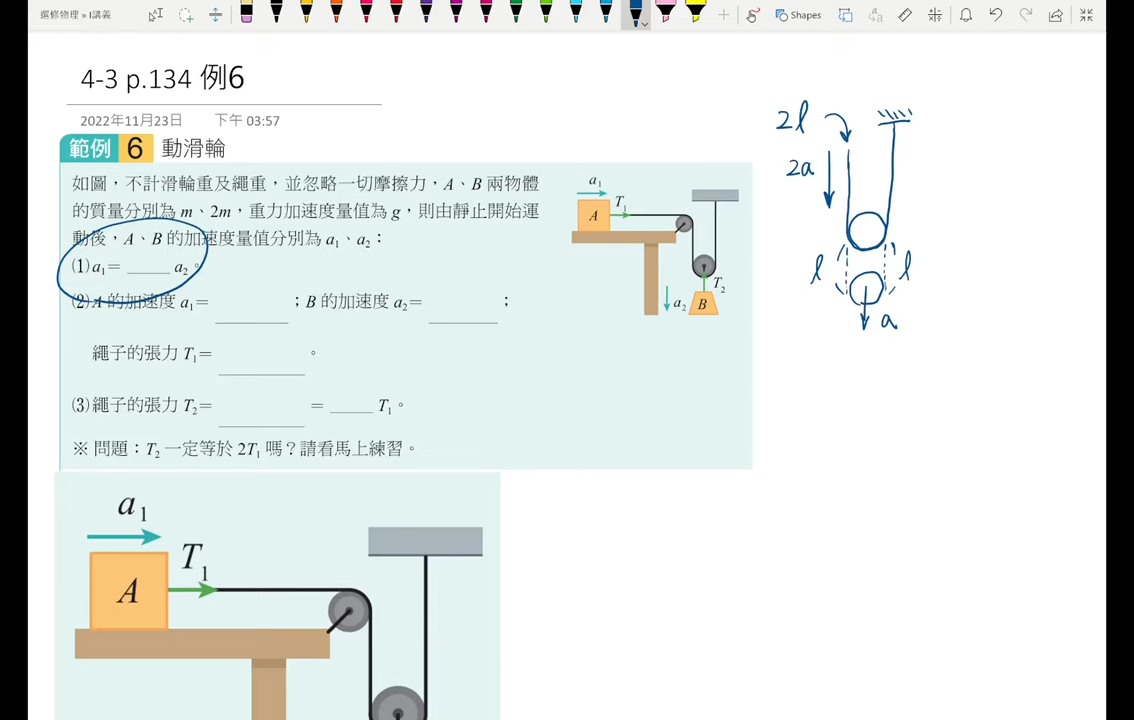 選修物理 » I講義
Shapes
4-3 p.134 例6
2022年11月23日 下午 03:57
範例 6 動滑輪
如圖，不計滑輪重及繩重，並忽略一切摩擦力，A、B 兩物體
的質量分別為 m、2m，重力加速度量值為 g，則由靜止開始運
動後，A、B 的加速度量值分別為 a1、a2：
(1) a1＝ ____ a2。
(2) A 的加速度 a1＝ ________ ；B 的加速度 a2＝ ________ ；
繩子的張力 T1＝ ________ 。
(3) 繩子的張力 T2＝ ________ ＝ ____ T1。
※ 問題：T2 一定等於 2T1 嗎？請看馬上練習。
a1
T1
A
T2
a2
B
2l
2a
l
l
a
a1
T1
A